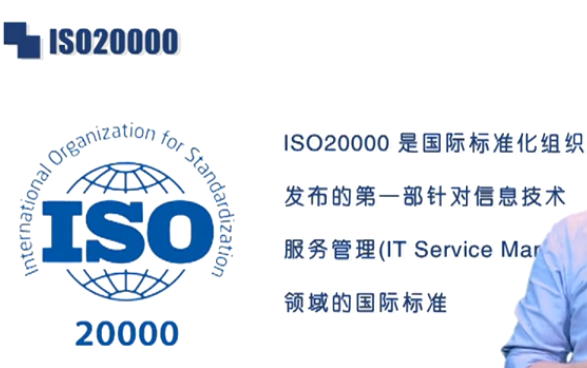 ISO20000
International Organization for Standardization
ISO
20000
ISO20000 是国际标准化组织
发布的第一部针对信息技术
服务管理(IT Service
领域的国际标准